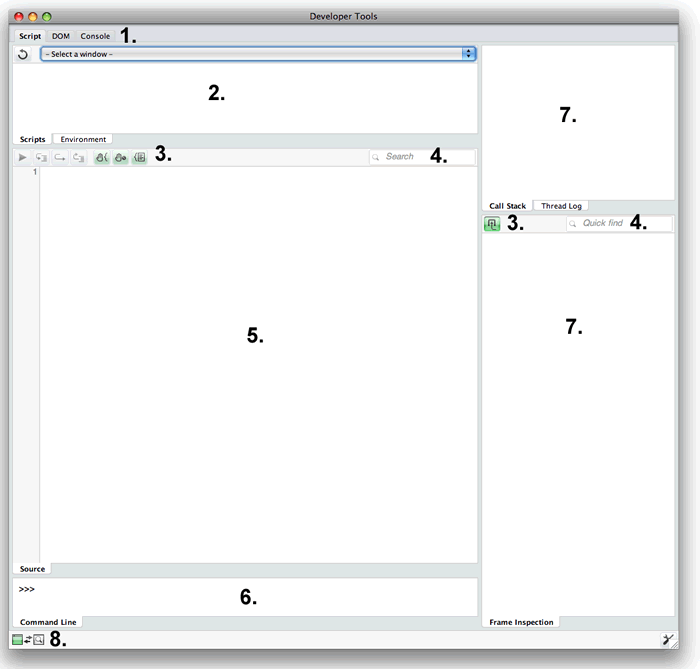 Developer Tools
Script DOM Console 1.
– Select a window –
2.
7.
Scripts Environment
3. Search 4.
1
Call Stack Thread Log
3. Quick find 4.
7.
5.
Source
>>>
6.
Command Line
Frame Inspection
8.